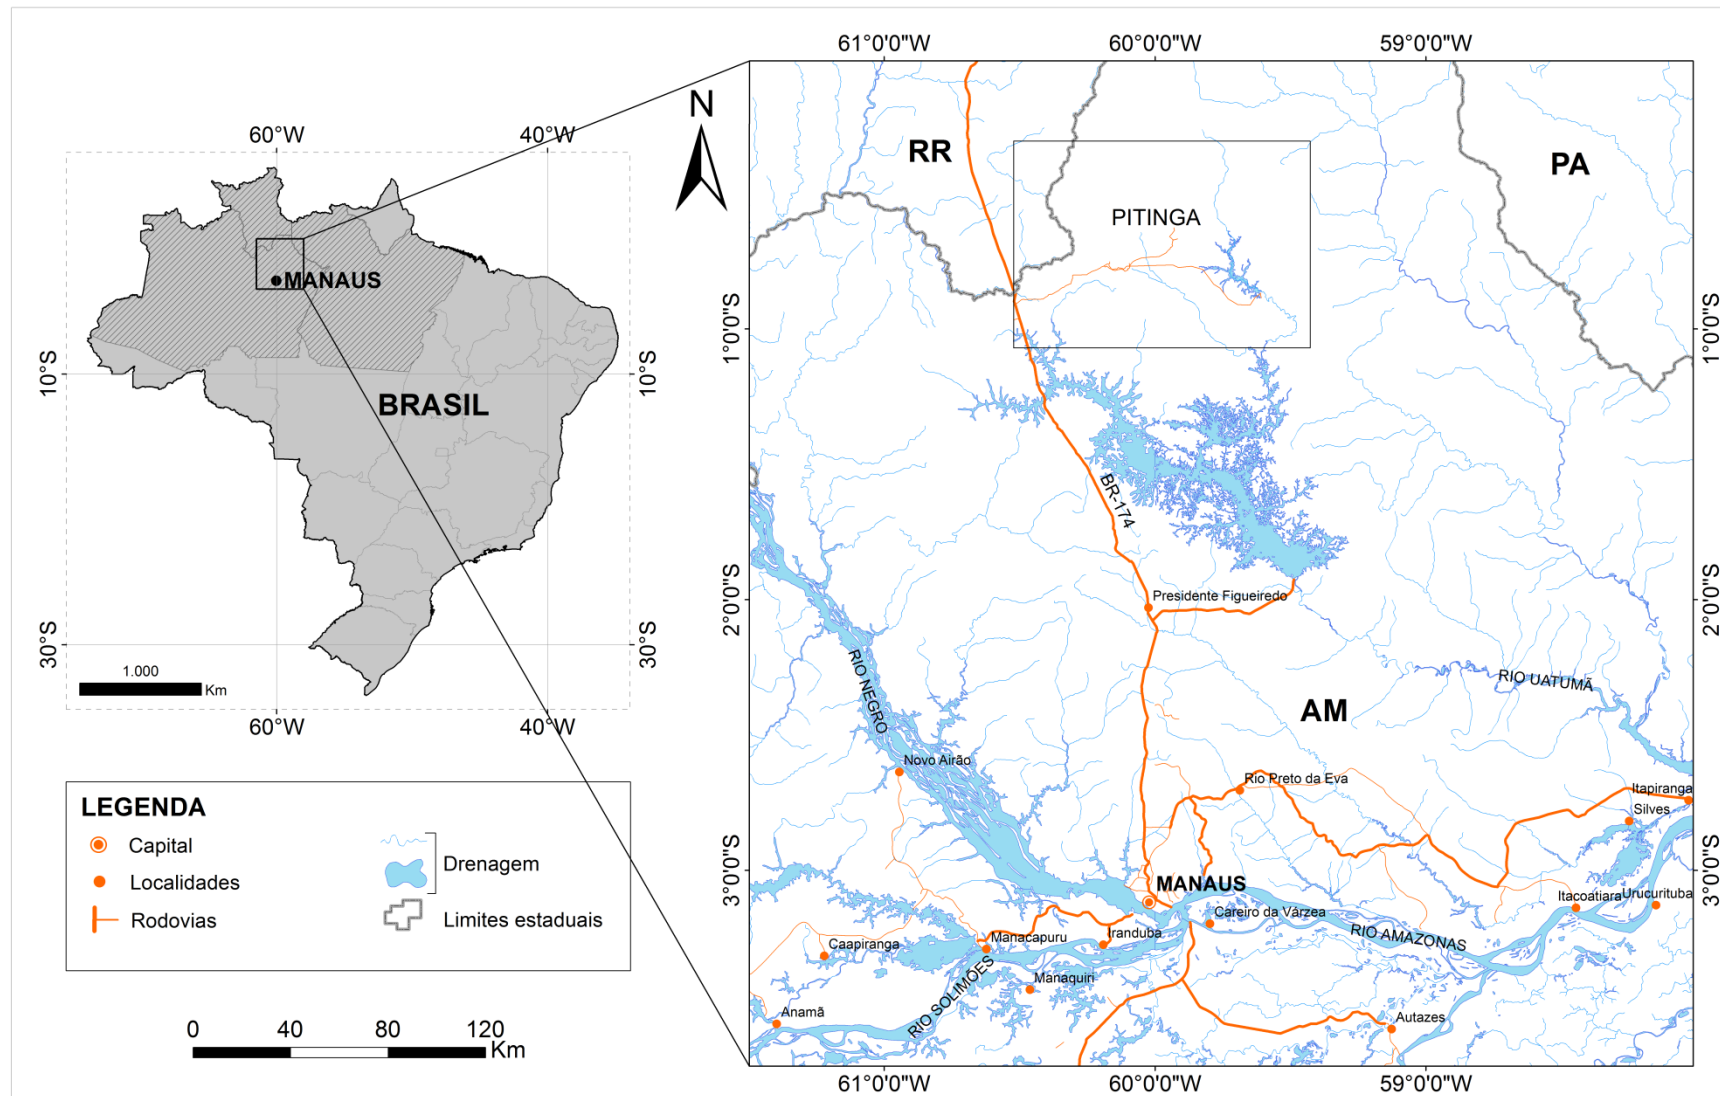 60°W
40°W
10°S
10°S
30°S
30°S
MANAUS
BRASIL
1.000
Km
60°W
40°W
N
LEGENDA
Capital
Localidades
Rodovias
Drenagem
Limites estaduais
0 40 80 120
Km
61°0'0"W
60°0'0"W
59°0'0"W
1°0'0"S
1°0'0"S
2°0'0"S
2°0'0"S
3°0'0"S
3°0'0"S
RR
PA
PITINGA
BR-174
Presidente Figueiredo
RIO NEGRO
RIO UATUMÃ
AM
Novo Airão
Rio Preto da Eva
Itapiranga
Silves
MANAUS
Itacoatiara
Urucurituba
Careiro da Várzea
Iranduba
Manacapuru
Caapiranga
RIO AMAZONAS
Manaquiri
RIO SOLIMÕES
Anamã
Autazes
61°0'0"W
60°0'0"W
59°0'0"W